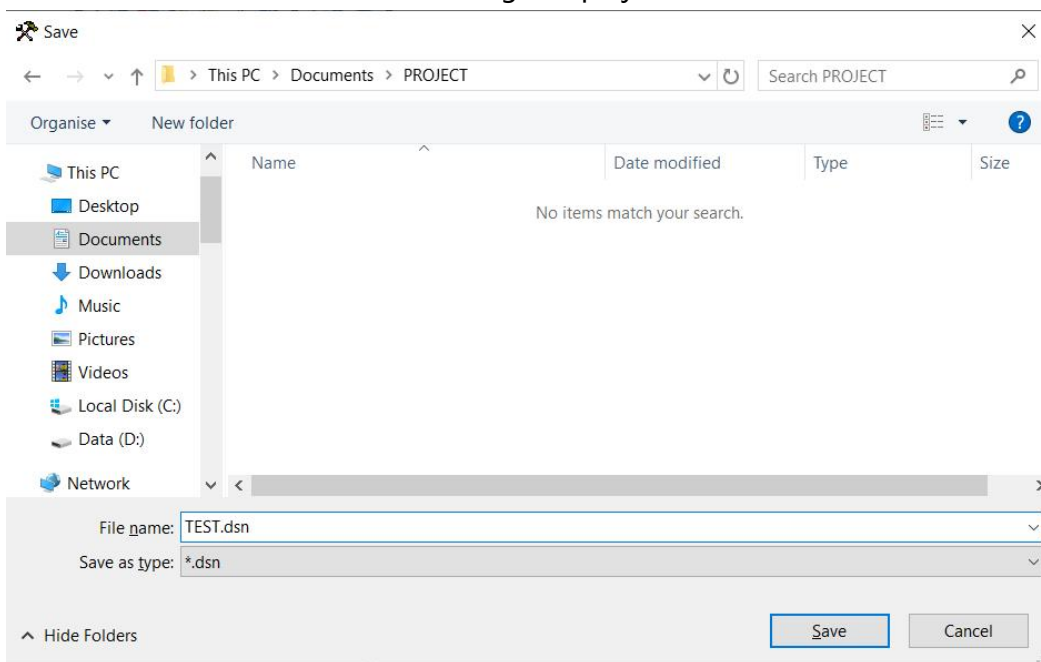 Save
This PC > Documents > PROJECT
Search PROJECT
Organise
New folder
Name
Date modified
Type
Size
No items match your search.
This PC
Desktop
Documents
Downloads
Music
Pictures
Videos
Local Disk (C:)
Data (D:)
Network
File name: TEST.dsn
Save as type: *.dsn
Hide Folders
Save
Cancel